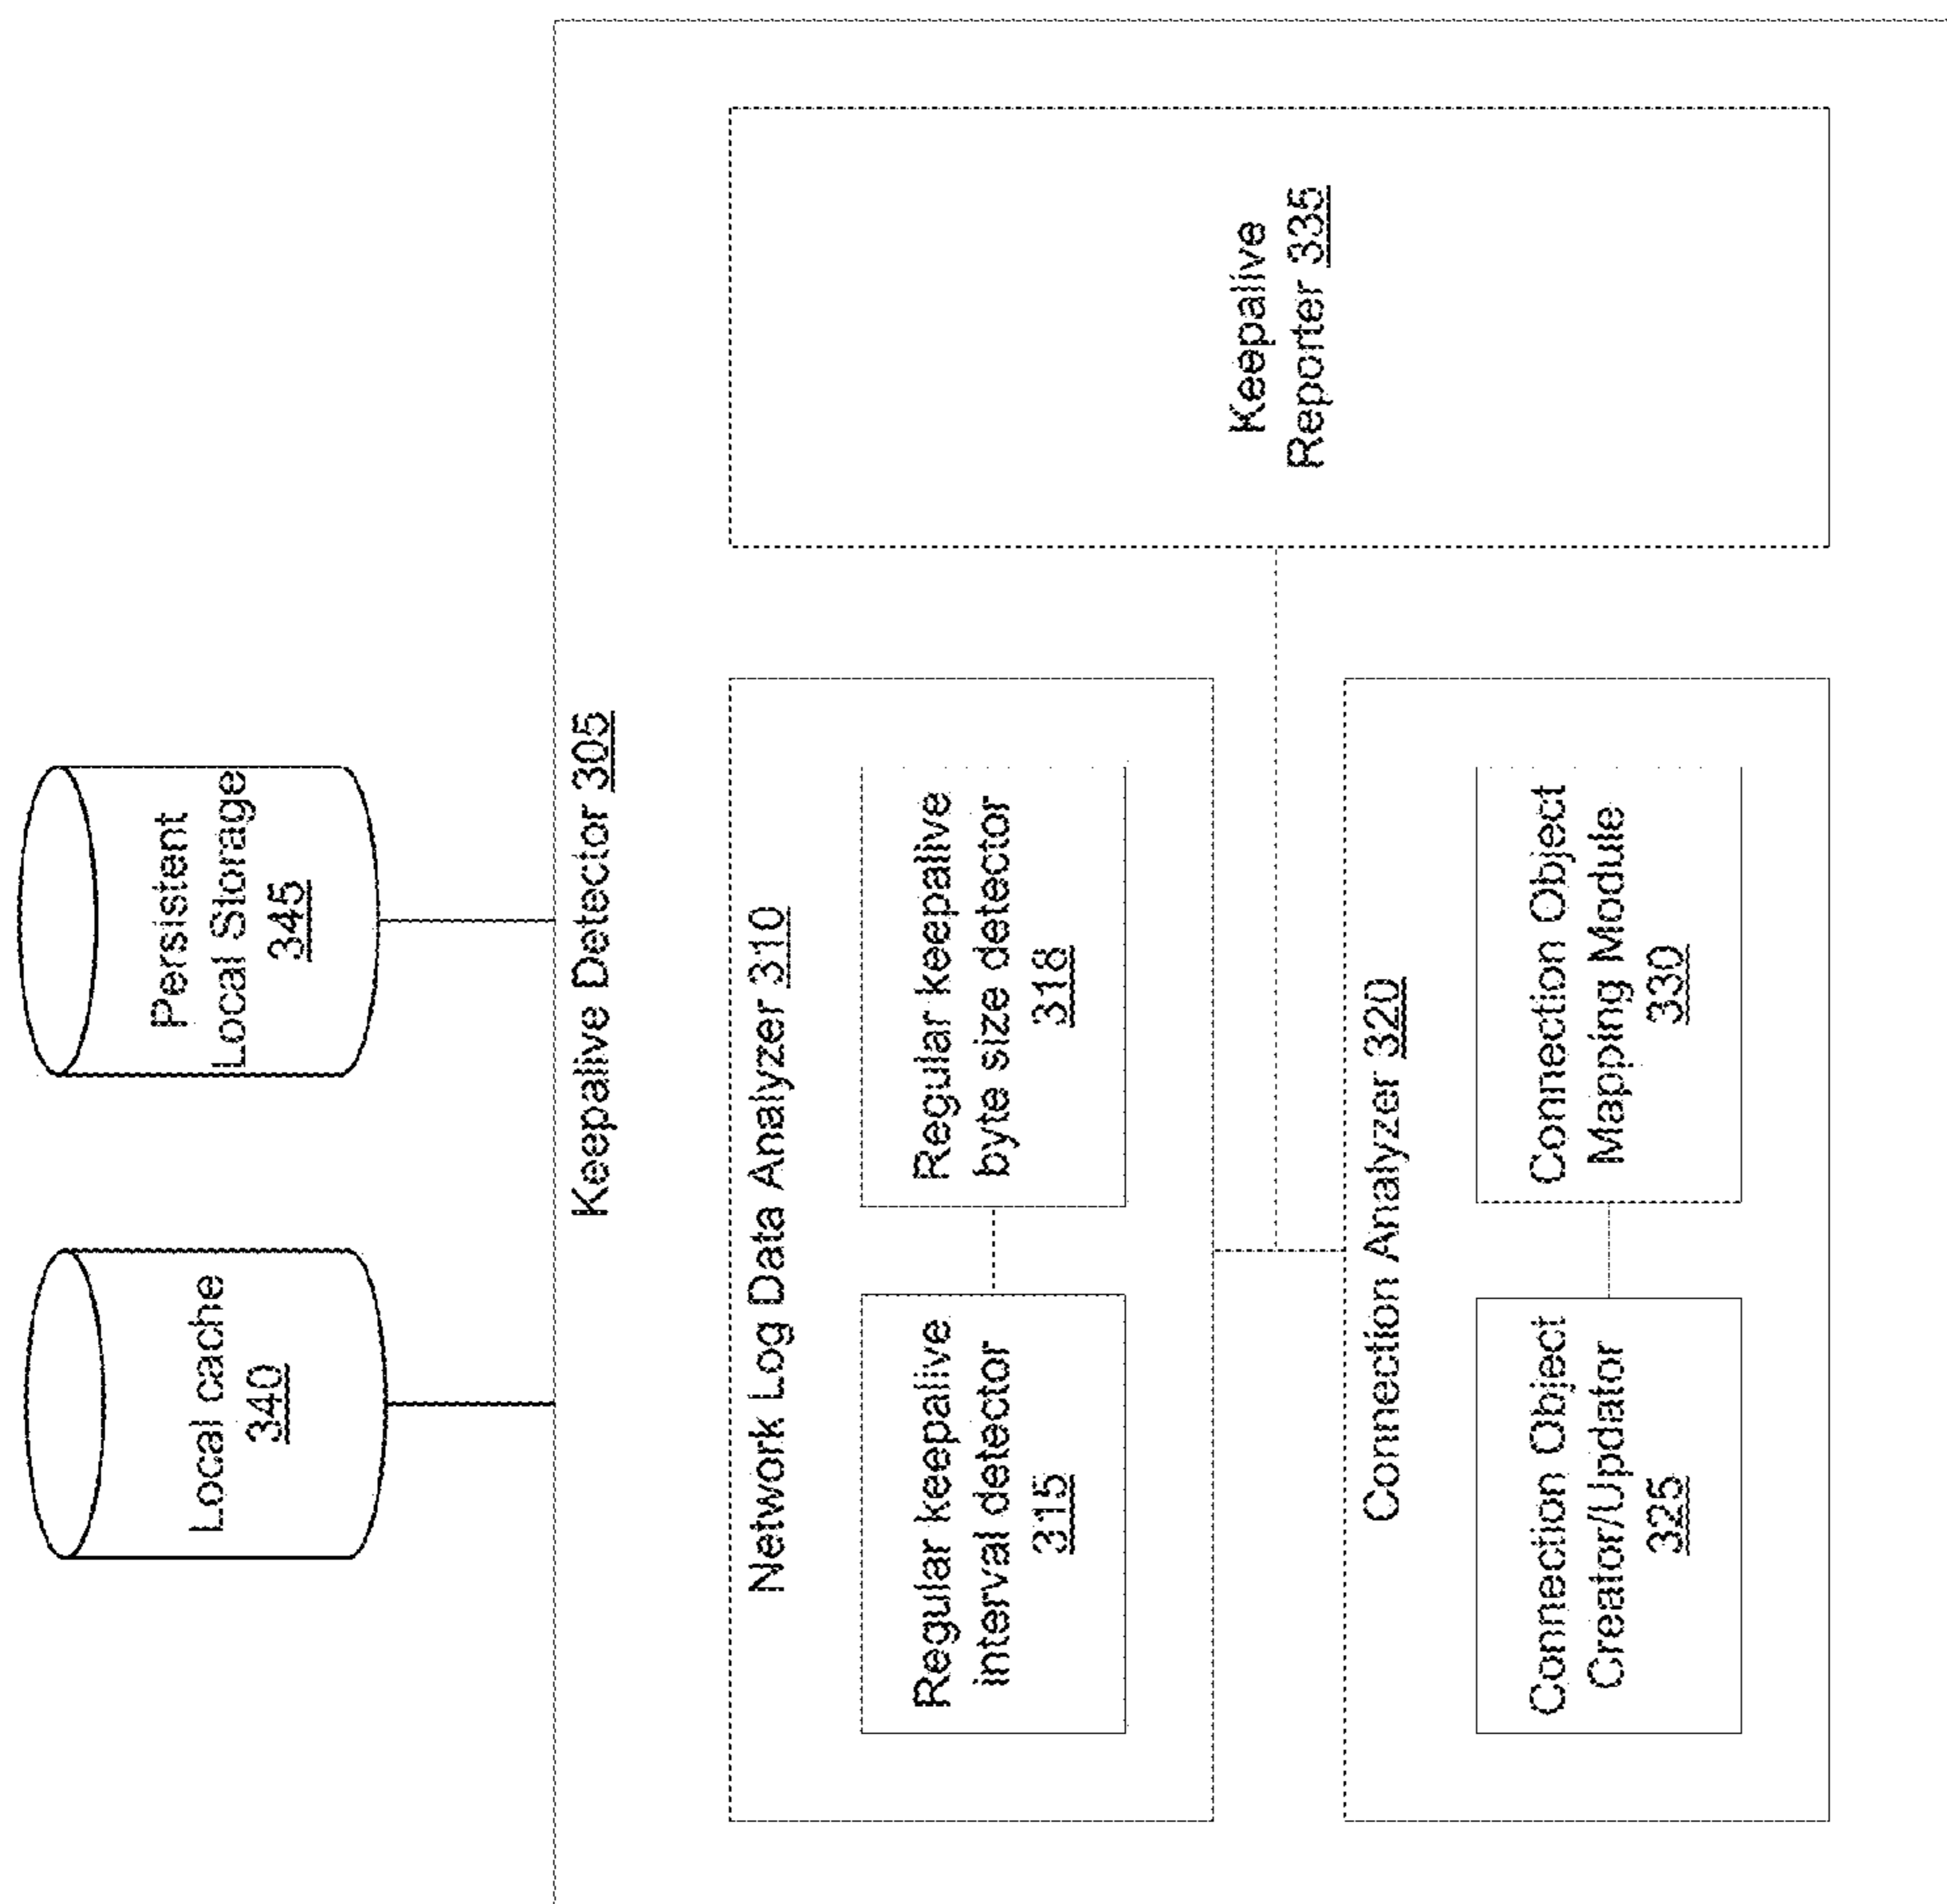 Local cache
340
Persistent
Local Storage
345
Keepalive Detector 305
Network Log Data Analyzer 310
Regular keepalive
interval detector
315
Regular keepalive
byte size detector
318
Connection Analyzer 320
Connection Object
Creator/Updator
325
Connection Object
Mapping Module
330
Keepalive
Reporter 335